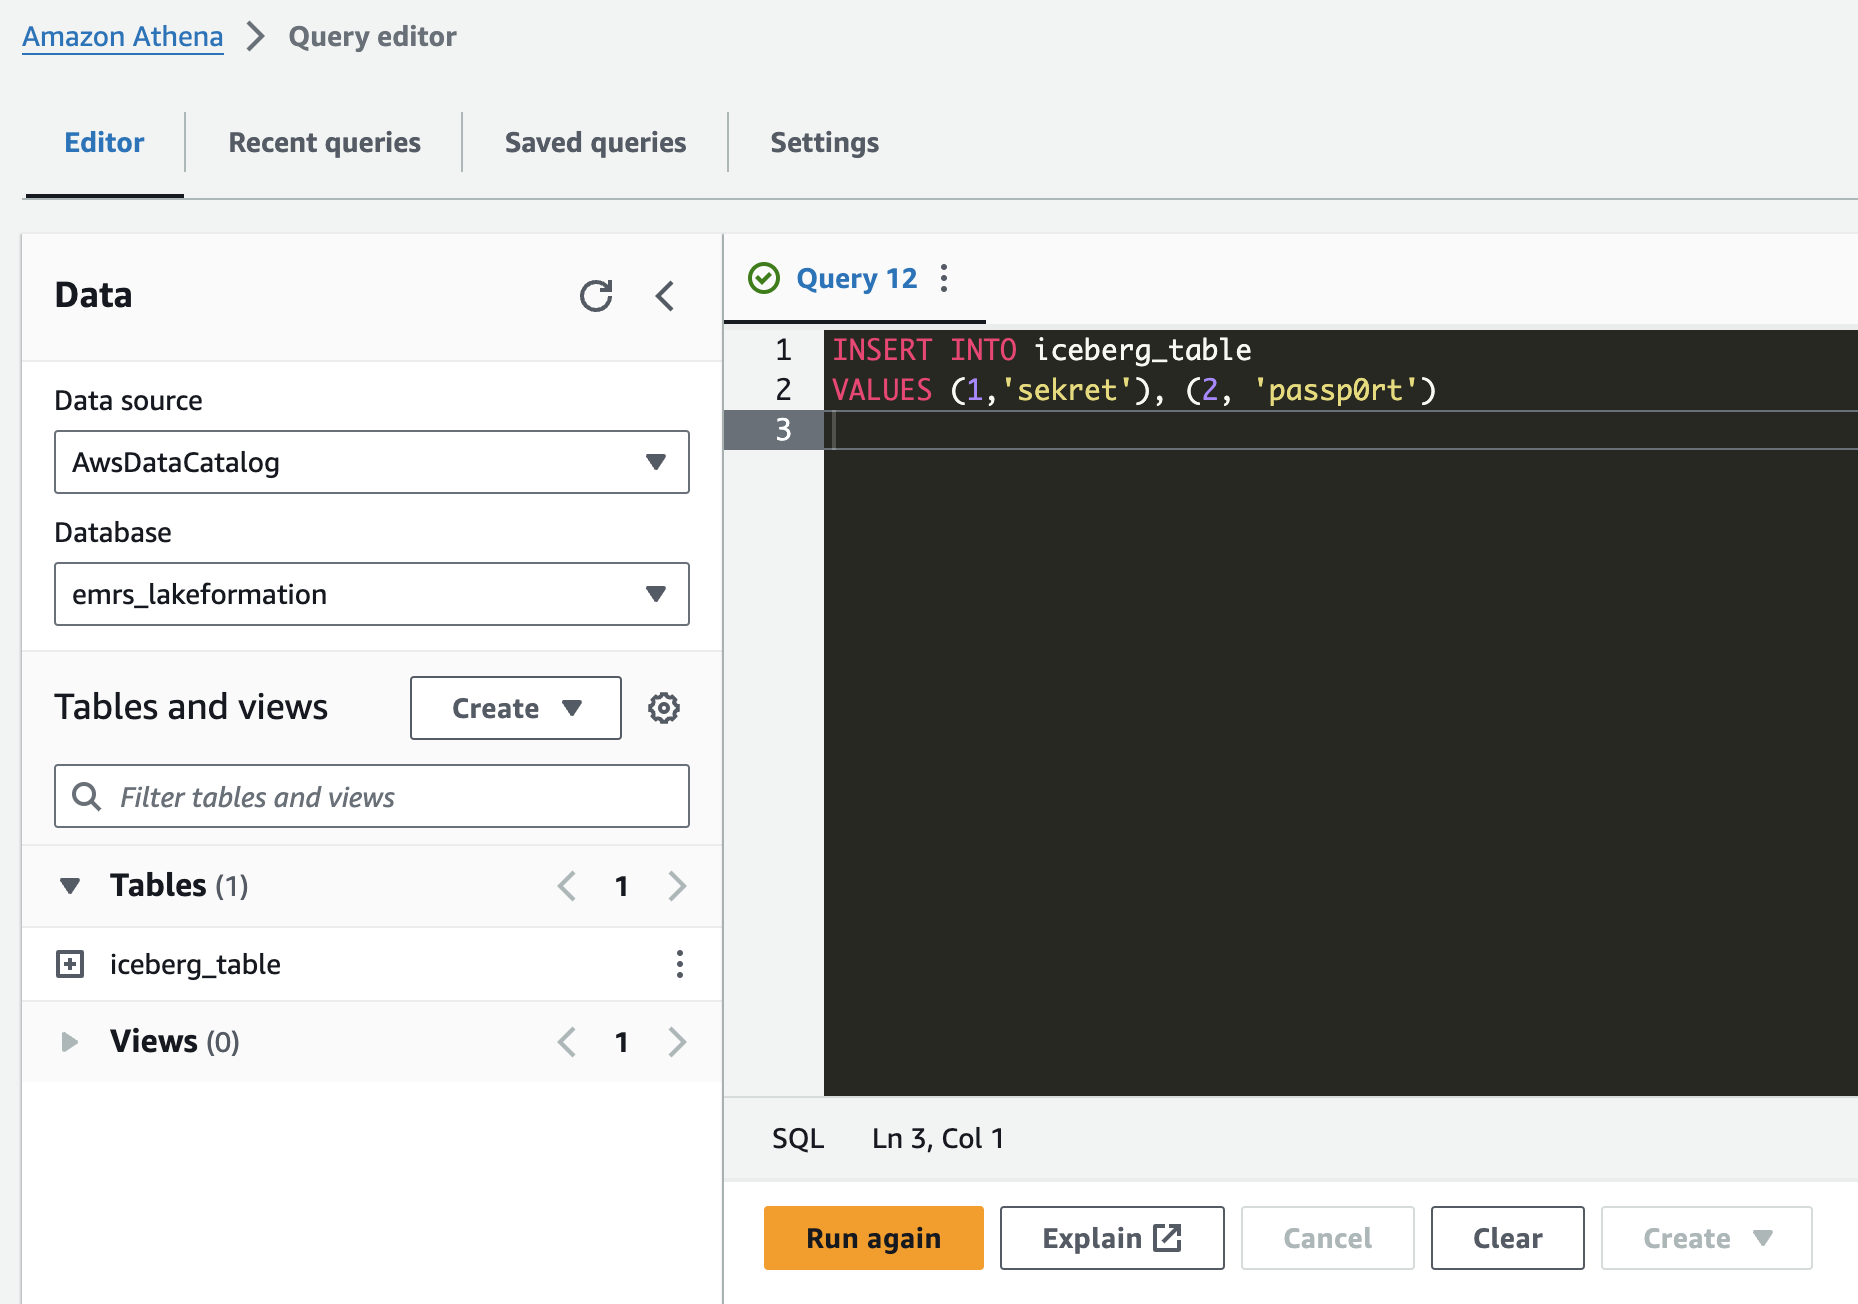 Amazon Athena > Query editor
Editor
Recent queries
Saved queries
Settings
Data
Data source
AwsDataCatalog
Database
emrs_lakeformation
Tables and views
Create
Filter tables and views
Tables (1)
1
iceberg_table
Views (0)
1
Query 12
1 INSERT INTO iceberg_table
2 VALUES (1,'sekret'), (2, 'passp0rt')
3
SQL
Ln 3, Col 1
Run again
Explain
Cancel
Clear
Create